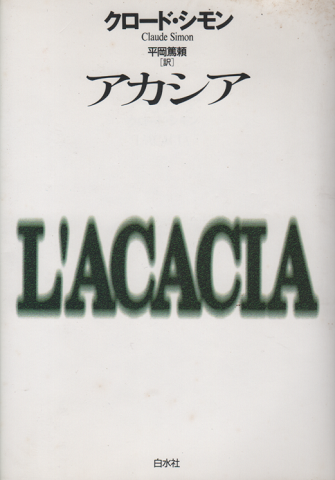 クロード・シモン
Claude Simon
平岡篤頼
[訳]
アカシア
L'ACACIA
白水社